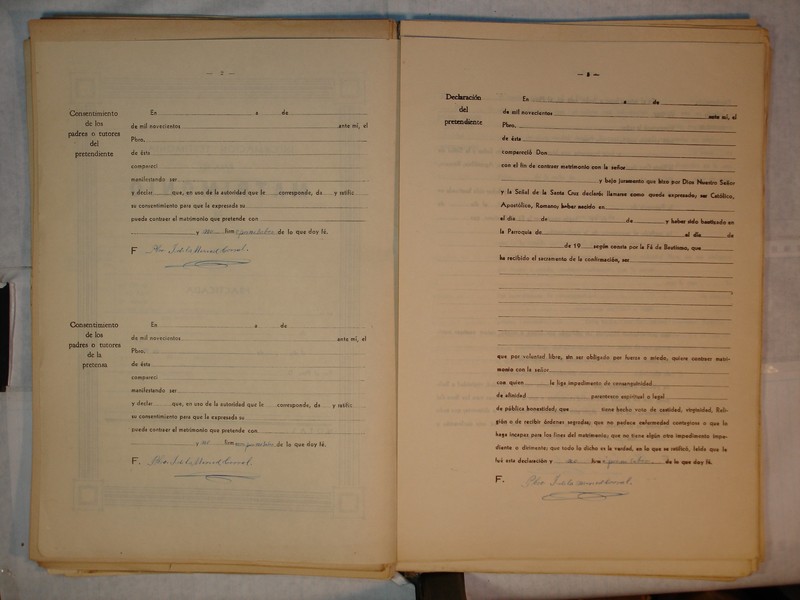 — 2 —
Consentimiento
de los
padres o tutores
del
pretendiente
En a de
de mil novecientos ante mí, el
Pbro.
de ésta
comparecí
manifestando ser
y declar que, en uso de la autoridad que le corresponde, da y ratific
su consentimiento para que la expresada su
pueda contraer el matrimonio que pretende con
y no firm de lo que doy fé.
F Pbro.
Consentimiento
de los
padres o tutores
de la
pretensa
En a de
de mil novecientos ante mí, el
Pbro.
de ésta
comparecí
manifestando ser
y declar que, en uso de la autoridad que le corresponde, da y ratific
su consentimiento para que la expresada su
pueda contraer el matrimonio que pretende con
y no firm de lo que doy fé.
F. Pbro.
— 3 —
Declaración
del
pretendiente
En a de
de mil novecientos ante mí, el
Pbro.
de ésta
compareció Don
con el fin de contraer matrimonio con la señor
y bajo juramento que hizo por Dios Nuestro Señor
y la Señal de la Santa Cruz declaró: llamarse como queda expresado; ser Católico,
Apostólico, Romano; haber nacido en
el día de de y haber sido bautizado en
la Parroquia de el día de
de 19 según consta por la Fé de Bautismo, que
ha recibido el sacramento de la confirmación, ser
que por voluntad libre, sin ser obligado por fuerza o miedo, quiere contraer matri-
monio con la señor
con quien la liga impedimento de consanguinidad
de afinidad parentesco espiritual o legal
de pública honestidad; que tiene hecho voto de castidad, virginidad, Reli-
gión o de recibir órdenes sagradas; que no padece enfermedad contagiosa o que lo
haga incapaz para los fines del matrimonio; que no tiene algún otro impedimento impe-
diente o dirimente; que todo lo dicho es la verdad, en lo que se ratificó, leída que le
fué esta declaración y no firm de lo que doy fé.
F. Pbro.